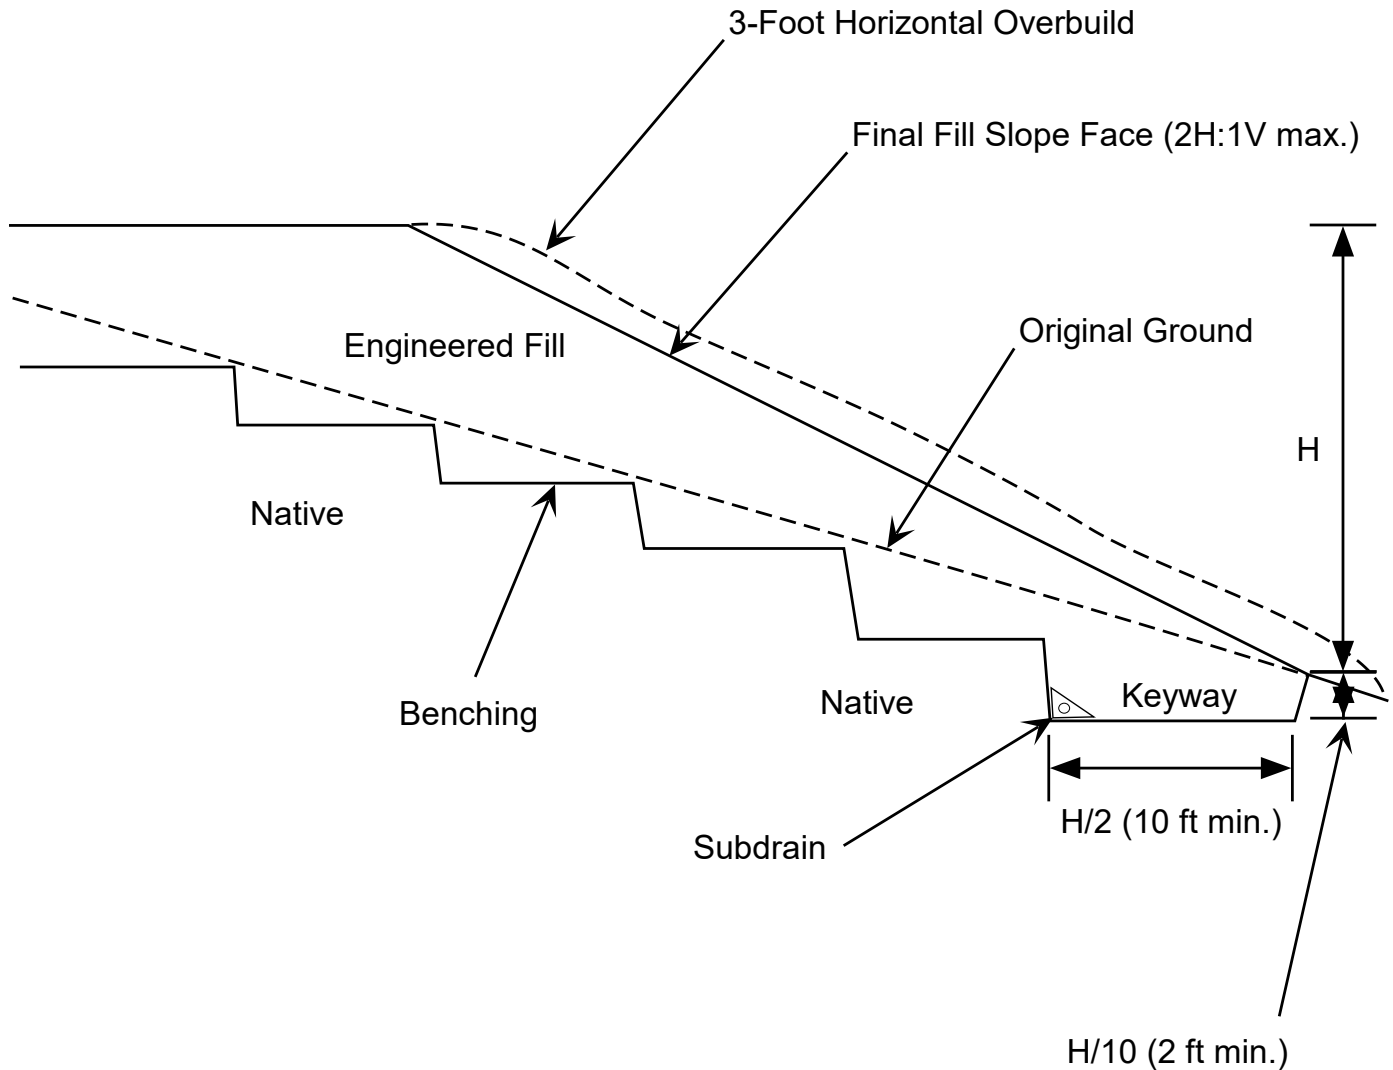 3-Foot Horizontal Overbuild
Final Fill Slope Face (2H:1V max.)
Original Ground
Engineered Fill
H
Native
Benching
Native
Keyway
H/2 (10 ft min.)
Subdrain
H/10 (2 ft min.)